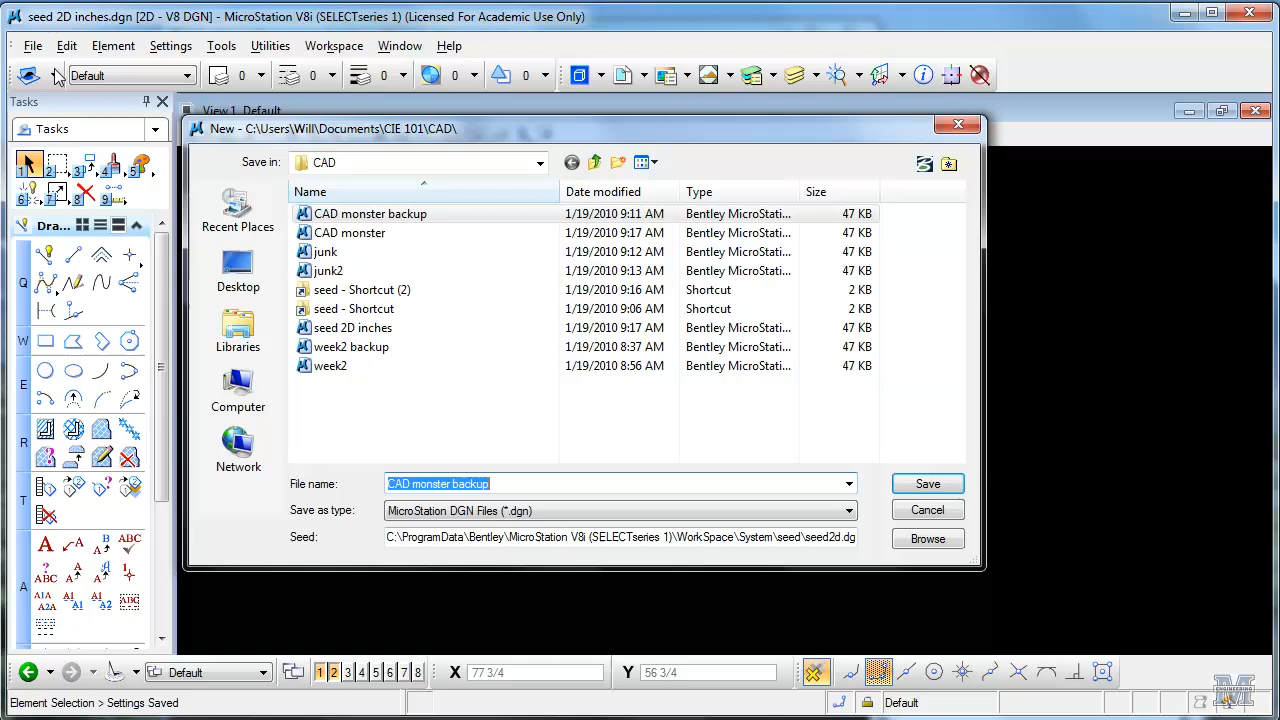 seed 2D inches.dgn [2D - V8 DGN] - MicroStation V8i (SELECTseries 1) (Licensed For Academic Use Only)
File Edit Element Settings Tools Utilities Workspace Window Help
Default 0 0 0 0
Tasks
View 1, Default
Tasks
New - C:\Users\Will\Documents\CIE 101\CAD\
Save in: CAD
1 2 3 4 5
6 7 8 9
Name Date modified Type Size
Recent Places
Desktop
Libraries
Computer
Network
CAD monster backup 1/19/2010 9:11 AM Bentley MicroStati... 47 KB
CAD monster 1/19/2010 9:17 AM Bentley MicroStati... 47 KB
junk 1/19/2010 9:12 AM Bentley MicroStati... 47 KB
junk2 1/19/2010 9:13 AM Bentley MicroStati... 47 KB
seed - Shortcut (2) 1/19/2010 9:16 AM Shortcut 2 KB
seed - Shortcut 1/19/2010 9:06 AM Shortcut 2 KB
seed 2D inches 1/19/2010 9:17 AM Bentley MicroStati... 47 KB
week2 backup 1/19/2010 8:37 AM Bentley MicroStati... 47 KB
week2 1/19/2010 8:56 AM Bentley MicroStati... 47 KB
Dra...
Q
W
E
R
T
A
File name: CAD monster backup Save
Save as type: MicroStation DGN Files (*.dgn) Cancel
Seed: C:\ProgramData\Bentley\MicroStation V8i (SELECTseries 1)\WorkSpace\System\seed\seed2d.dg Browse
Default 1 2 3 4 5 6 7 8 X 77 3/4 Y 56 3/4
Element Selection > Settings Saved
Default
M
ENGINEERING